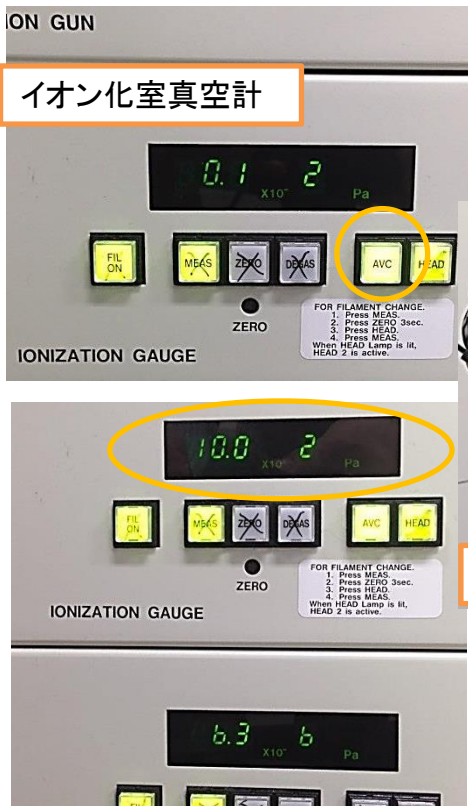 ION GUN
イオン化室真空計
0.1 X10⁻ 2 Pa
FIL ON MEAS ZERO DEGAS AVC HEAD
ZERO
FOR FILAMENT CHANGE.
1. Press MEAS.
2. Press ZERO 3sec.
3. Press HEAD.
4. Press MEAS.
When HEAD Lamp is lit,
HEAD 2 is active.
IONIZATION GAUGE
10.0 X10⁻ 2 Pa
FIL ON MEAS ZERO DEGAS AVC HEAD
ZERO
FOR FILAMENT CHANGE.
1. Press MEAS.
2. Press ZERO 3sec.
3. Press HEAD.
4. Press MEAS.
When HEAD Lamp is lit,
HEAD 2 is active.
IONIZATION GAUGE
6.3 X10⁻ 6 Pa
FIL